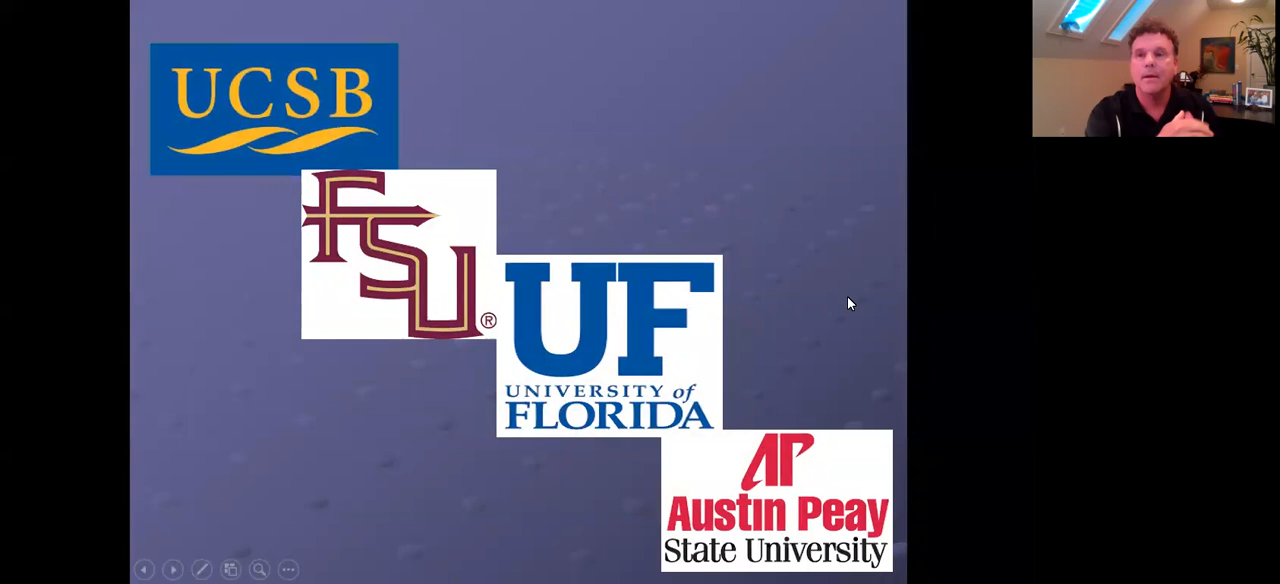 UCSB
FSU®
UF
UNIVERSITY of
FLORIDA
AP
Austin Peay
State University